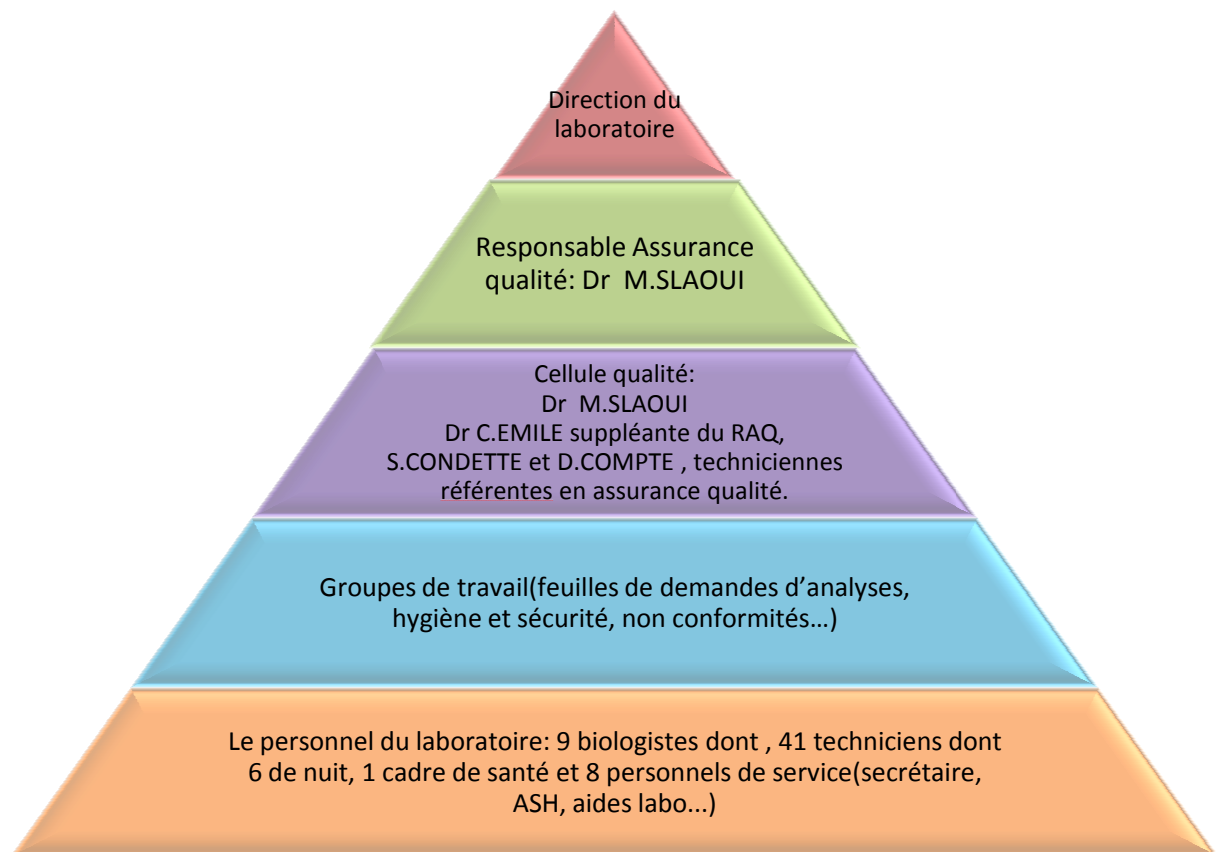 Direction du
laboratoire
Responsable Assurance
qualité: Dr  M.SLAOUI
Cellule qualité:
Dr  M.SLAOUI
Dr C.EMILE suppléante du RAQ,
S.CONDETTE et D.COMPTE , techniciennes
référentes en assurance qualité.
Groupes de travail(feuilles de demandes d’analyses,
hygiène et sécurité, non conformités…)
Le personnel du laboratoire: 9 biologistes dont , 41 techniciens dont
6 de nuit, 1 cadre de santé et 8 personnels de service(secrétaire,
ASH, aides labo...)